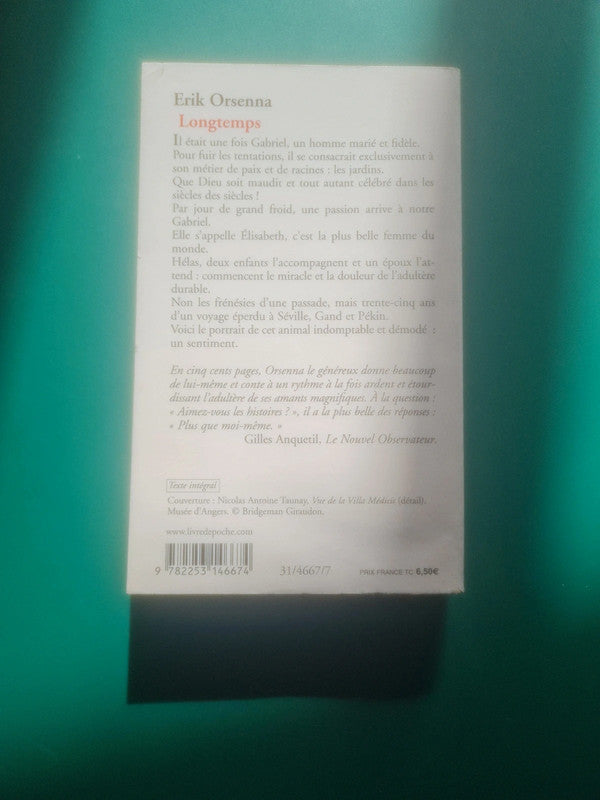 Erik Orsenna
Longtemps
Il était une fois Gabriel, un homme marié et fidèle.
Pour fuir les tentations, il se consacrait exclusivement à
son métier de paix et de racines : les jardins.
Que Dieu soit maudit et tout autant célébré dans les
siècles des siècles !
Par jour de grand froid, une passion arrive à notre
Gabriel.
Elle s'appelle Élisabeth, c'est la plus belle femme du
monde.
Hélas, deux enfants l'accompagnent et un époux l'at-
tend : commencent le miracle et la douleur de l'adultère
durable.
Non les frénésies d'une passade, mais trente-cinq ans
d'un voyage éperdu à Séville, Gand et Pékin.
Voici le portrait de cet animal indomptable et démodé :
un sentiment.
En cinq cents pages, Orsenna le généreux donne beaucoup
de lui-même et conte à un rythme à la fois ardent et étour-
dissant l'adultère de ses amants magnifiques. À la question :
« Aimez-vous les histoires ? », il a la plus belle des réponses :
« Plus que moi-même. »
Gilles Anquetil, Le Nouvel Observateur.
Texte intégral
Couverture : Nicolas Antoine Taunay, Vue de la Villa Médicis (détail).
Musée d'Angers. © Bridgeman Giraudon.
www.livredepoche.com
9 782253 146674
31/4667/7
PRIX FRANCE TC 6,50€